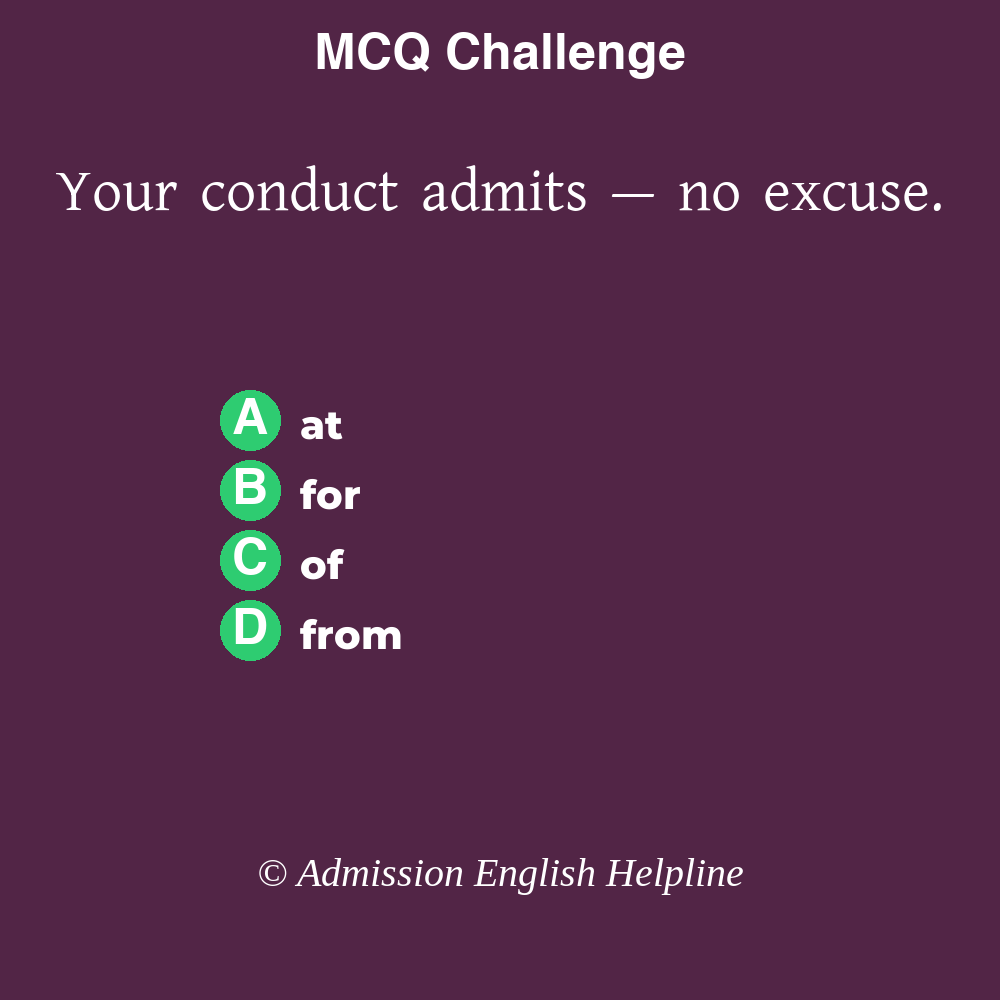 MCQ Challenge
Your conduct admits — no excuse.
A at
B for
C of
D from
© Admission English Helpline